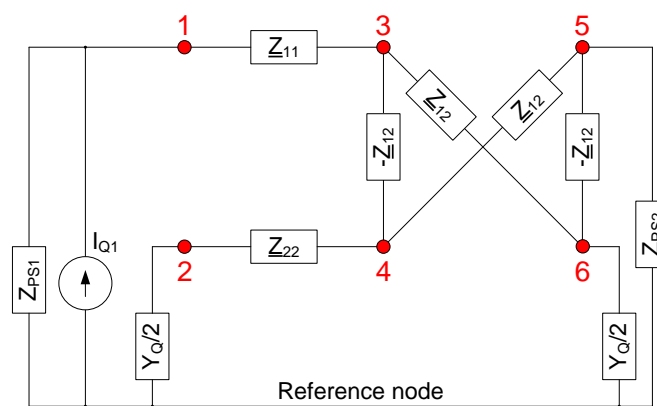 1
3
5
Z11
Z12
Z12
-Z12
-Z12
IQ1
ZPS1
ZPS2
2
Z22
4
6
YQ/2
YQ/2
Reference node